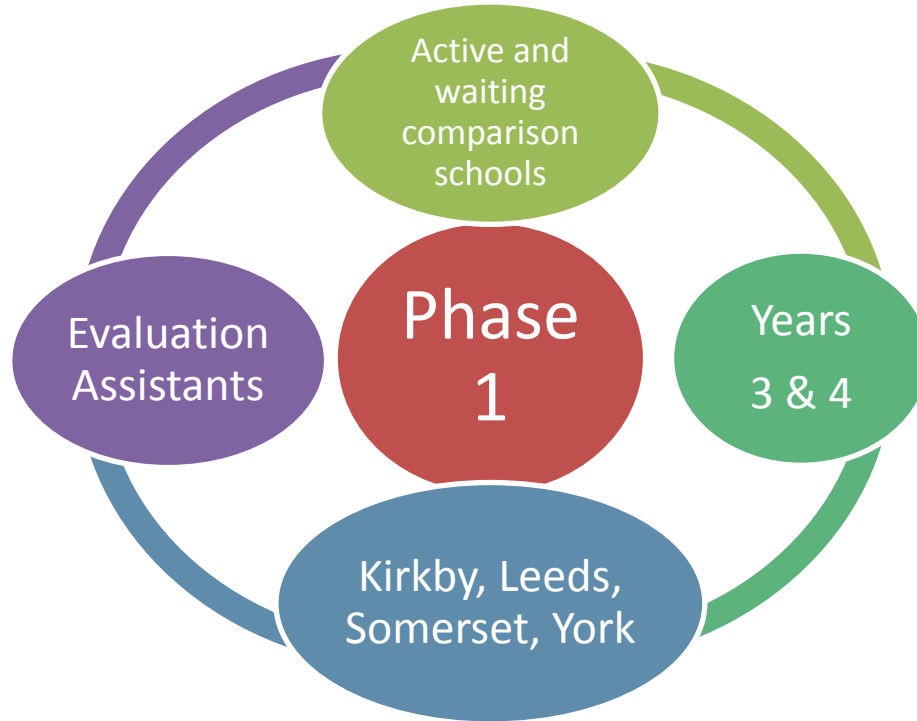 Active and
waiting
comparison
schools
Evaluation
Assistants
Phase
1
Years
3 & 4
Kirkby, Leeds,
Somerset, York